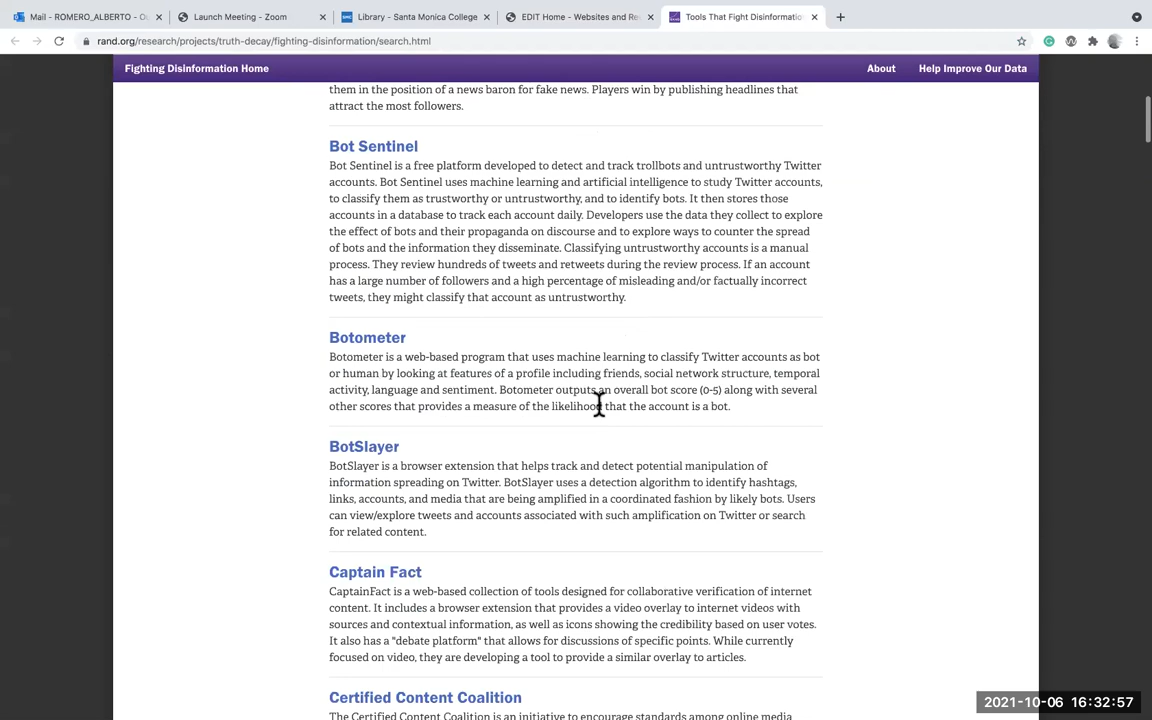 Mail - ROMERO_ALBERTO - Ou
Launch Meeting - Zoom
Library - Santa Monica College
EDIT Home - Websites and Re
Tools That Fight Disinformatio
rand.org/research/projects/truth-decay/fighting-disinformation/search.html
Fighting Disinformation Home
About
Help Improve Our Data
them in the position of a news baron for fake news. Players win by publishing headlines that
attract the most followers.
Bot Sentinel
Bot Sentinel is a free platform developed to detect and track trollbots and untrustworthy Twitter
accounts. Bot Sentinel uses machine learning and artificial intelligence to study Twitter accounts,
to classify them as trustworthy or untrustworthy, and to identify bots. It then stores those
accounts in a database to track each account daily. Developers use the data they collect to explore
the effect of bots and their propaganda on discourse and to explore ways to counter the spread
of bots and the information they disseminate. Classifying untrustworthy accounts is a manual
process. They review hundreds of tweets and retweets during the review process. If an account
has a large number of followers and a high percentage of misleading and/or factually incorrect
tweets, they might classify that account as untrustworthy.
Botometer
Botometer is a web-based program that uses machine learning to classify Twitter accounts as bot
or human by looking at features of a profile including friends, social network structure, temporal
activity, language and sentiment. Botometer outputs an overall bot score (0-5) along with several
other scores that provides a measure of the likelihood that the account is a bot.
BotSlayer
BotSlayer is a browser extension that helps track and detect potential manipulation of
information spreading on Twitter. BotSlayer uses a detection algorithm to identify hashtags,
links, accounts, and media that are being amplified in a coordinated fashion by likely bots. Users
can view/explore tweets and accounts associated with such amplification on Twitter or search
for related content.
Captain Fact
CaptainFact is a web-based collection of tools designed for collaborative verification of internet
content. It includes a browser extension that provides a video overlay to internet videos with
sources and contextual information, as well as icons showing the credibility based on user votes.
It also has a "debate platform" that allows for discussions of specific points. While currently
focused on video, they are developing a tool to provide a similar overlay to articles.
Certified Content Coalition
The Certified Content Coalition is an initiative to encourage standards among online media
2021-10-06 16:32:57